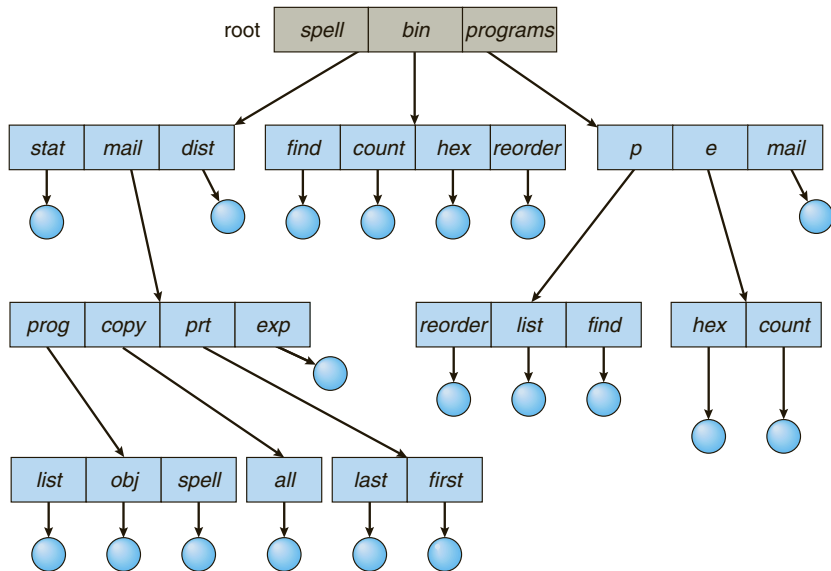 root spell bin programs
stat mail dist find count hex reorder p e mail
prog copy prt exp reorder list find hex count
list obj spell all last first